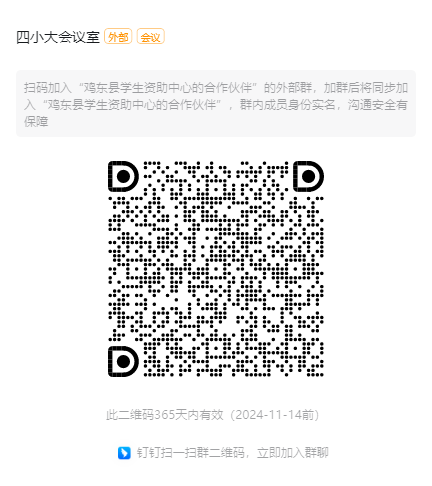 四小大会议室 外部 会议
扫码加入“鸡东县学生资助中心的合作伙伴”的外部群，加群后将同步加
入“鸡东县学生资助中心的合作伙伴”，群内成员身份实名，沟通安全有
保障
此二维码365天内有效（2024-11-14前）
钉钉扫一扫群二维码，立即加入群聊